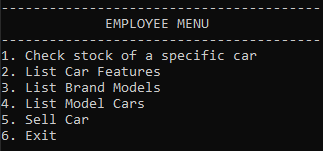 ----------------------------------------
EMPLOYEE MENU
----------------------------------------
1. Check stock of a specific car
2. List Car Features
3. List Brand Models
4. List Model Cars
5. Sell Car
6. Exit